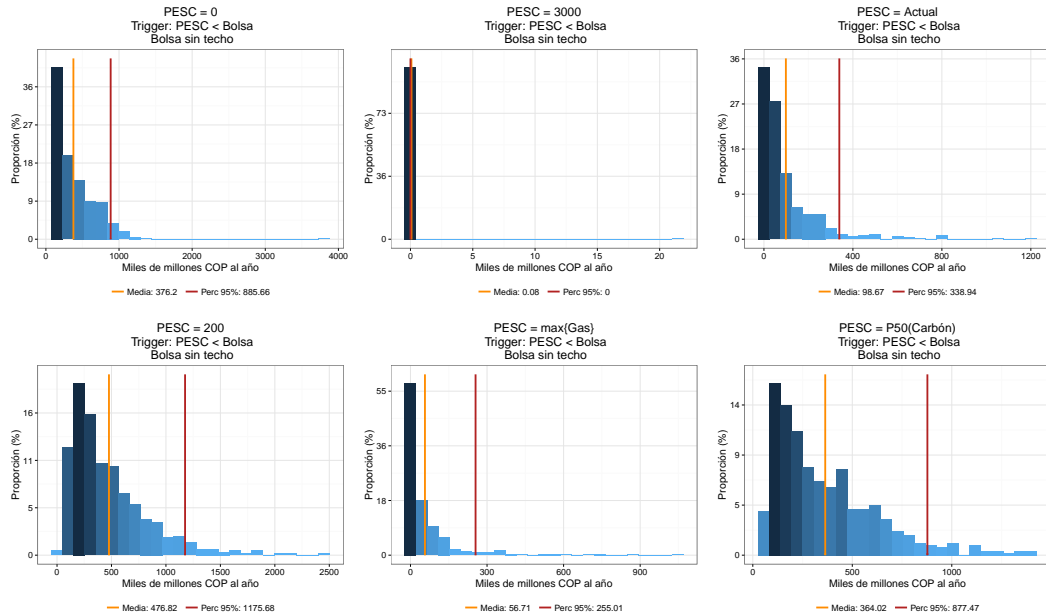 PESC = 0
Trigger: PESC < Bolsa
Bolsa sin techo
Proporción (%)
36
27
18
9
0
0
1000
2000
3000
4000
Miles de millones COP al año
Media: 376.2
Perc 95%: 885.66
PESC = 3000
Trigger: PESC < Bolsa
Bolsa sin techo
Proporción (%)
73
36
0
0
5
10
15
20
Miles de millones COP al año
Media: 0.08
Perc 95%: 0
PESC = Actual
Trigger: PESC < Bolsa
Bolsa sin techo
Proporción (%)
36
27
18
9
0
0
400
800
1200
Miles de millones COP al año
Media: 98.67
Perc 95%: 338.94
PESC = 200
Trigger: PESC < Bolsa
Bolsa sin techo
Proporción (%)
16
11
5
0
0
500
1000
1500
2000
2500
Miles de millones COP al año
Media: 476.82
Perc 95%: 1175.68
PESC = max{Gas}
Trigger: PESC < Bolsa
Bolsa sin techo
Proporción (%)
55
36
18
0
0
300
600
900
Miles de millones COP al año
Media: 56.71
Perc 95%: 255.01
PESC = P50(Carbón)
Trigger: PESC < Bolsa
Bolsa sin techo
Proporción (%)
14
9
5
0
0
500
1000
Miles de millones COP al año
Media: 364.02
Perc 95%: 877.47